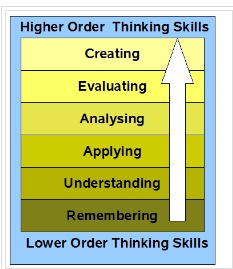 Higher Order Thinking Skills
Creating
Evaluating
Analysing
Applying
Understanding
Remembering
Lower Order Thinking Skills